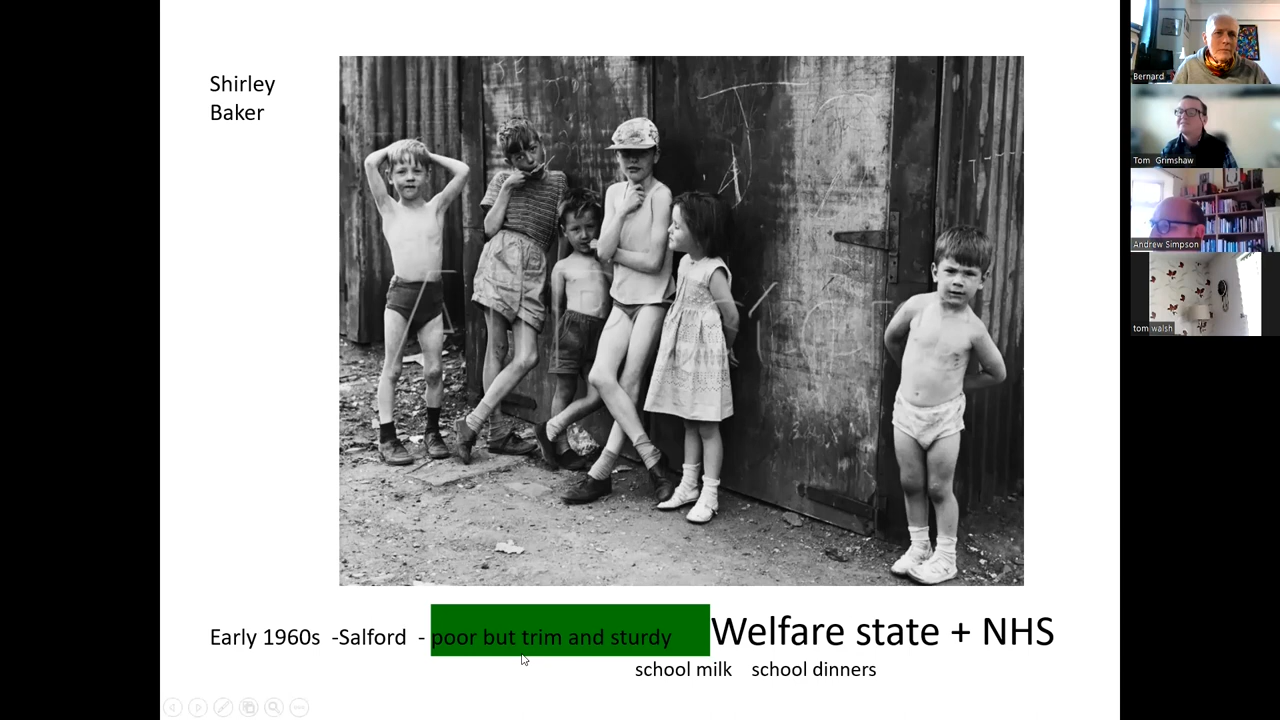 Shirley
Baker
Early 1960s -Salford - poor but trim and sturdy Welfare state + NHS
school milk school dinners
Bernard
Tom Grimshaw
Andrew Simpson
tom walsh